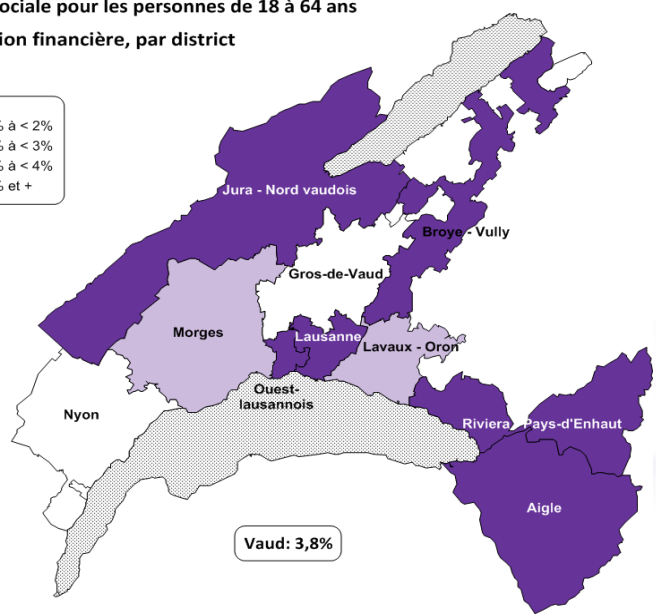 ociale pour les personnes de 18 à 64 ans
ion financière, par district
% à < 2%
% à < 3%
% à < 4%
% et +
Jura - Nord vaudois
Broye - Vully
Gros-de-Vaud
Morges
Lausanne
Lavaux - Oron
Ouest-
lausannois
Nyon
Riviera
Pays-d'Enhaut
Aigle
Vaud: 3,8%